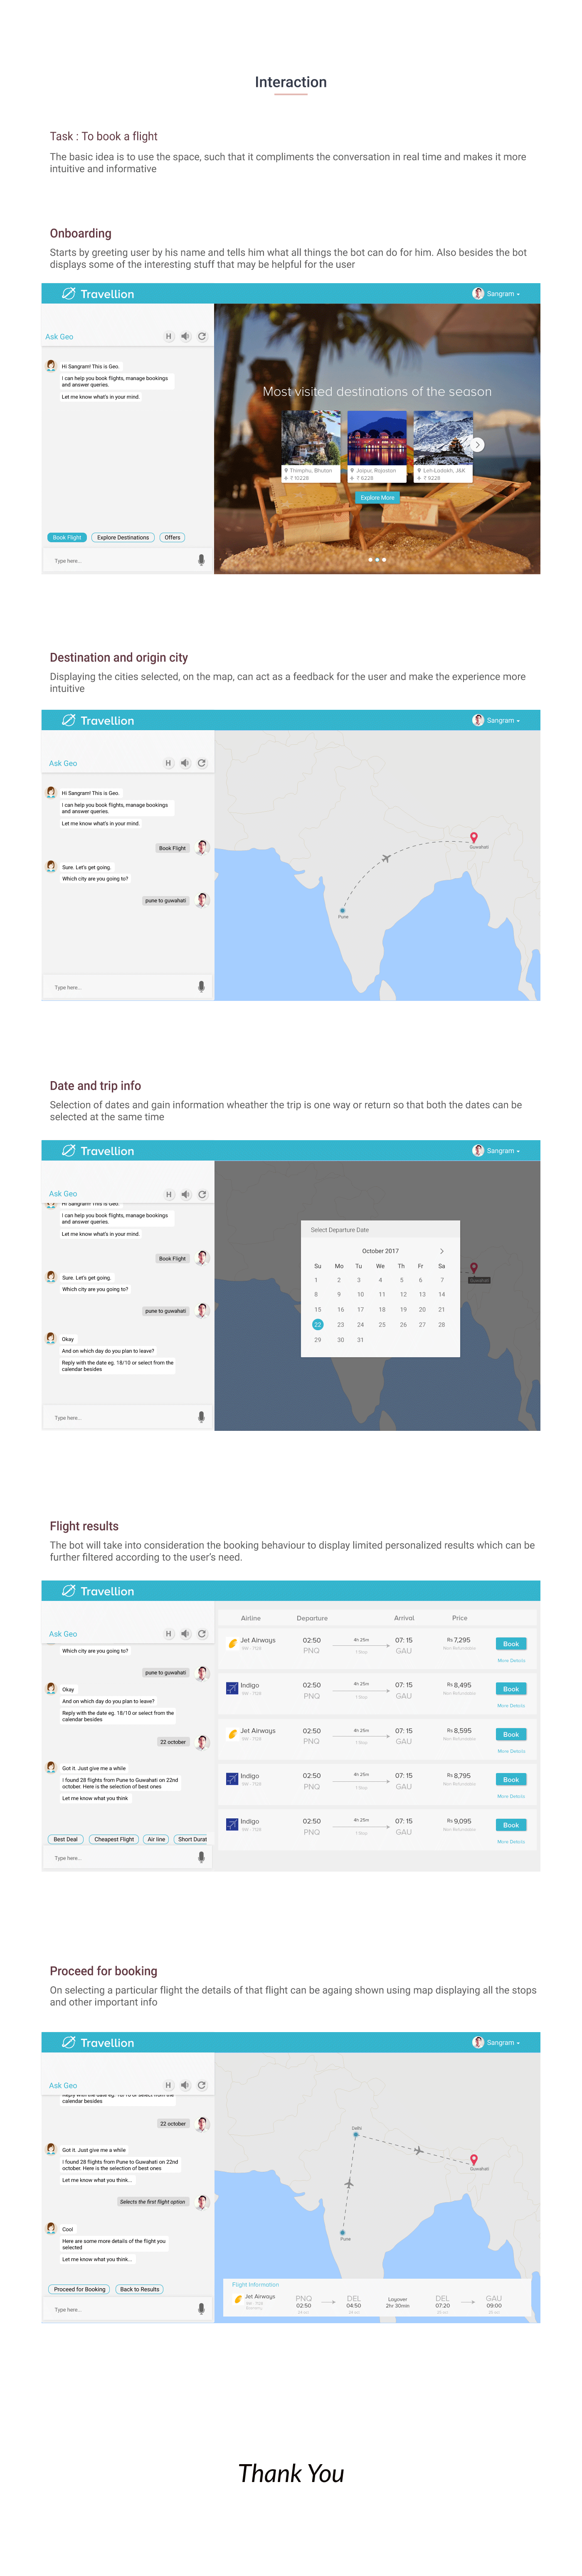 Interaction
Task : To book a flight
The basic idea is to use the space, such that it compliments the conversation in real time and makes it more
intuitive and informative
Onboarding
Starts by greeting user by his name and tells him what all things the bot can do for him. Also besides the bot
displays some of the interesting stuff that may be helpful for the user
Travellion
Sangram
Ask Geo
H
Hi Sangram! This is Geo.
I can help you book flights, manage bookings
and answer queries.
Let me know what's in your mind.
Book Flight Explore Destinations Offers
Type here...
Most visited destinations of the season
Thimphu, Bhutan Jaipur, Rajastan Leh-Ladakh, J&K
₹ 10228 ₹ 6228 ₹ 9228
Explore More
Destination and origin city
Displaying the cities selected, on the map, can act as a feedback for the user and make the experience more
intuitive
Travellion
Sangram
Ask Geo
H
Hi Sangram! This is Geo.
I can help you book flights, manage bookings
and answer queries.
Let me know what's in your mind.
Book Flight
Sure. Let's get going.
Which city are you going to?
pune to guwahati
Type here...
Guwahati
Pune
Date and trip info
Selection of dates and gain information wheather the trip is one way or return so that both the dates can be
selected at the same time
Travellion
Sangram
Ask Geo
H
Hi Sangram! This is Geo.
I can help you book flights, manage bookings
and answer queries.
Let me know what's in your mind.
Book Flight
Sure. Let's get going.
Which city are you going to?
pune to guwahati
Okay
And on which day do you plan to leave?
Reply with the date eg. 18/10 or select from the
calendar besides
Type here...
Select Departure Date
October 2017
Su Mo Tu We Th Fr Sa
1 2 3 4 5 6 7
8 9 10 11 12 13 14
15 16 17 18 19 20 21
22 23 24 25 26 27 28
29 30 31
Guwahati
Flight results
The bot will take into consideration the booking behaviour to display limited personalized results which can be
further filtered according to the user's need.
Travellion
Ask Geo
H
Which city are you going to?
pune to guwahati
Okay
And on which day do you plan to leave?
Reply with the date eg. 18/10 or select from the
calendar besides
22 october
Got it. Just give me a while
I found 28 flights from Pune to Guwahati on 22nd
october. Here is the selection of best ones
Let me know what you think
Best Deal Cheapest Flight Air line Short Durat
Type here...
Airline Departure Arrival Price
Jet Airways 02:50 4h 25m 07: 15 Rs 7,295 Book
9W - 7128 PNQ 1 Stop GAU Non-Refundable
More Details
Indigo 02:50 4h 25m 07: 15 Rs 8,495 Book
9W - 7128 PNQ 1 Stop GAU Non-Refundable
More Details
Jet Airways 02:50 4h 25m 07: 15 Rs 8,595 Book
9W - 7128 PNQ 1 Stop GAU Non-Refundable
More Details
Indigo 02:50 4h 25m 07: 15 Rs 8,795 Book
9W - 7128 PNQ 1 Stop GAU Non-Refundable
More Details
Indigo 02:50 4h 25m 07: 15 Rs 9,095 Book
9W - 7128 PNQ 1 Stop GAU Non-Refundable
More Details
Proceed for booking
On selecting a particular flight the details of that flight can be againg shown using map displaying all the stops
and other important info
Travellion
Sangram
Ask Geo
H
Reply with the date eg. 18/10 or select from the
calendar besides
22 october
Got it. Just give me a while
I found 28 flights from Pune to Guwahati on 22nd
october. Here is the selection of best ones
Let me know what you think...
Selects the first flight option
Cool
Here are some more details of the flight you
selected
Let me know what you think...
Proceed for Booking Back to Results
Type here...
Delhi
Guwahati
Pune
Flight Information
Jet Airways PNQ DEL Layover DEL GAU
9W - 7128 02:50 04:50 2hr 30min 07:20 09:00
Thank You